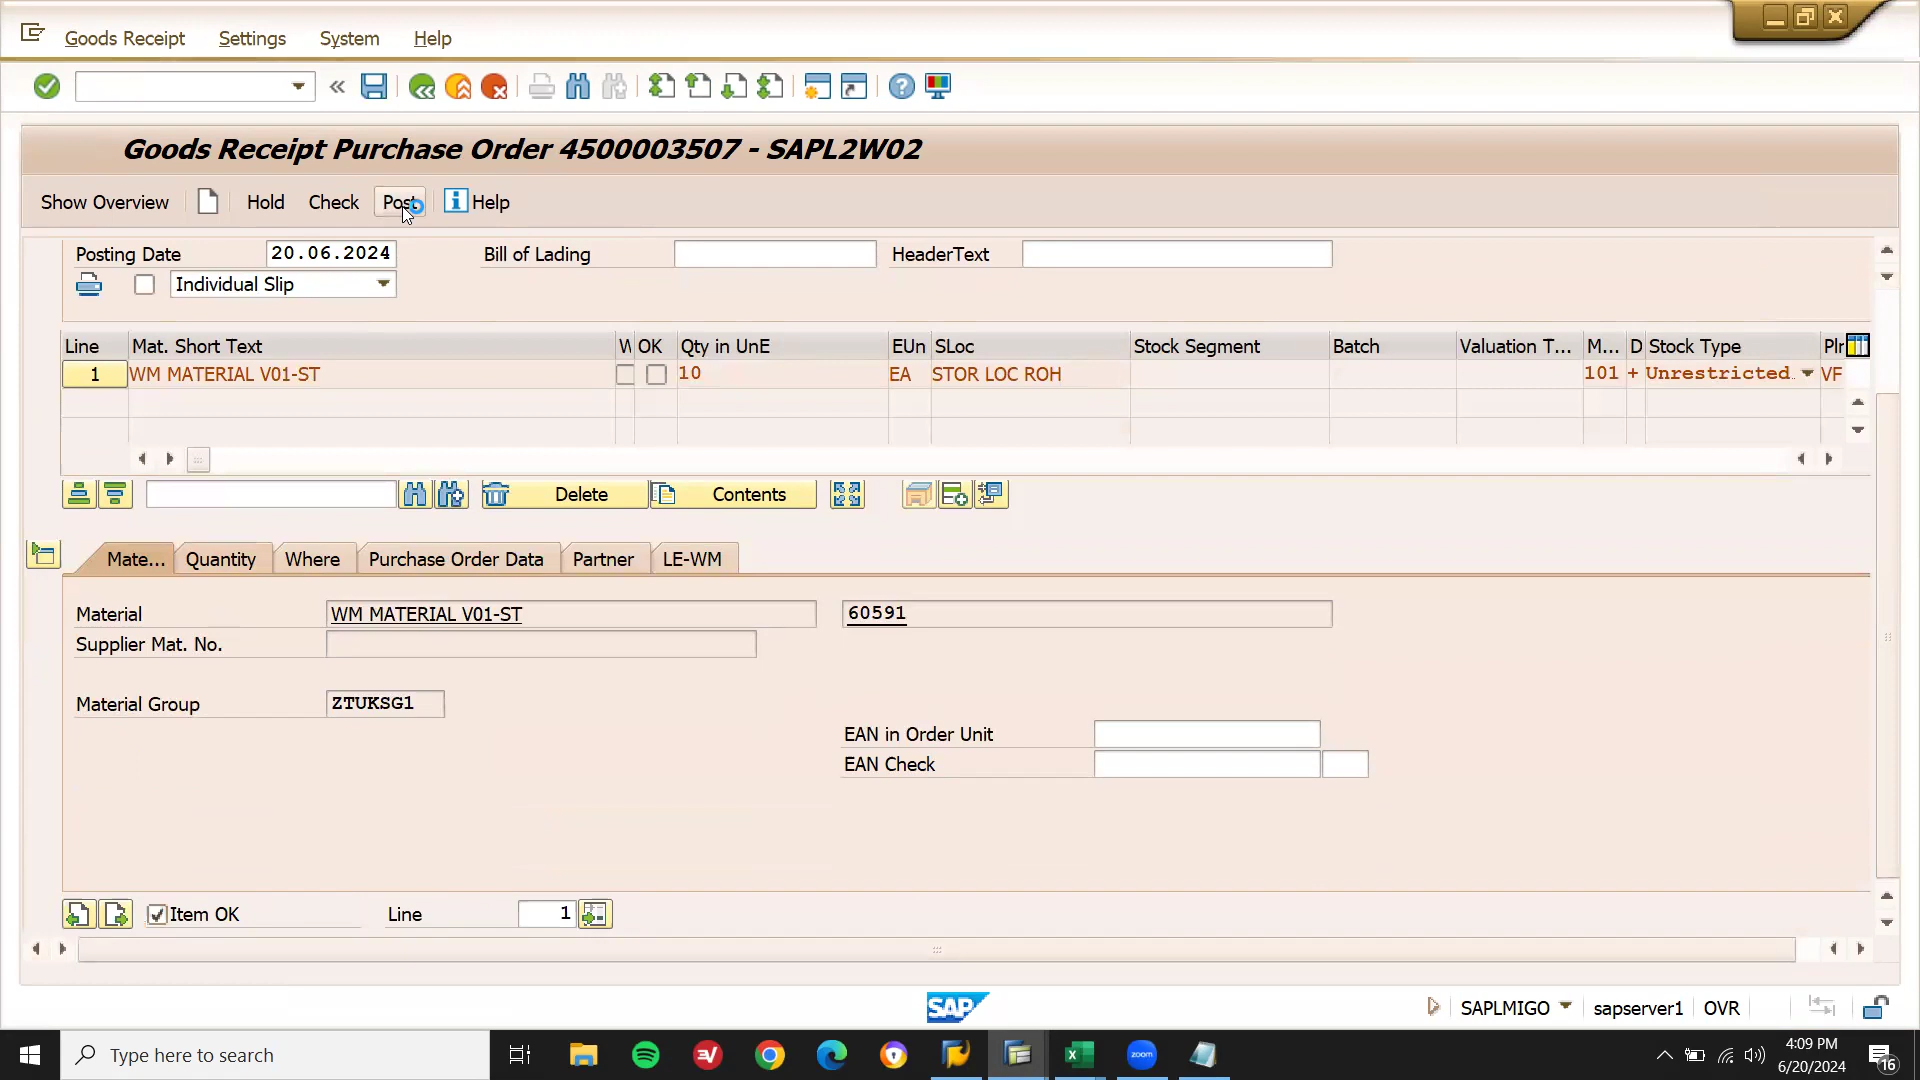 Goods Receipt Settings System Help
Goods Receipt Purchase Order 4500003507 - SAPL2W02
Show Overview Hold Check Post Help
Posting Date 20.06.2024 Bill of Lading HeaderText
Individual Slip
Line Mat. Short Text W OK Qty in UnE EUn SLoc Stock Segment Batch Valuation T... M... D Stock Type Plr
1 WM MATERIAL V01-ST 10 EA STOR LOC ROH 101 + Unrestricted. VF
Delete Contents
Mate... Quantity Where Purchase Order Data Partner LE-WM
Material WM MATERIAL V01-ST 60591
Supplier Mat. No.
Material Group ZTUKSG1
EAN in Order Unit
EAN Check
Item OK Line 1
SAP SAPLMIGO sapserver1 OVR
Type here to search zoom 4:09 PM
6/20/2024 16